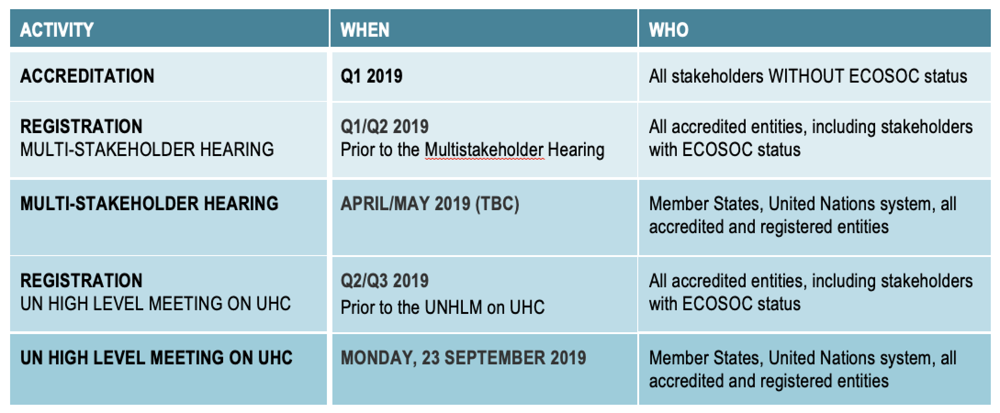 ACTIVITY
WHEN
WHO
ACCREDITATION
Q1 2019
All stakeholders WITHOUT ECOSOC status
REGISTRATION
MULTI-STAKEHOLDER HEARING
Q1/Q2 2019
Prior to the Multistakeholder Hearing
All accredited entities, including stakeholders
with ECOSOC status
MULTI-STAKEHOLDER HEARING
APRIL/MAY 2019 (TBC)
Member States, United Nations system, all
accredited and registered entities
REGISTRATION
UN HIGH LEVEL MEETING ON UHC
Q2/Q3 2019
Prior to the UNHLM on UHC
All accredited entities, including stakeholders
with ECOSOC status
UN HIGH LEVEL MEETING ON UHC
MONDAY, 23 SEPTEMBER 2019
Member States, United Nations system, all
accredited and registered entities